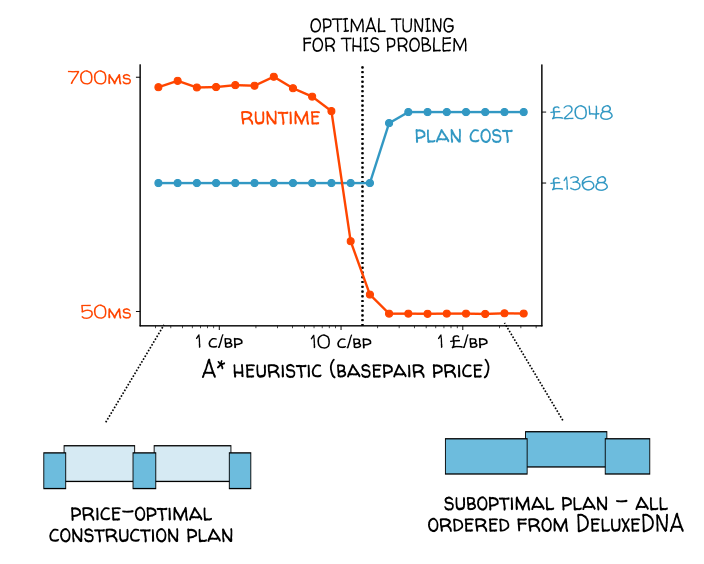 OPTIMAL TUNING
FOR THIS PROBLEM
700MS
RUNTIME
£2048
PLAN COST
£1368
50MS
1 C/BP
10 C/BP
1 £/BP
A* HEURISTIC (BASEPAIR PRICE)
PRICE-OPTIMAL
CONSTRUCTION PLAN
SUBOPTIMAL PLAN - ALL
ORDERED FROM DELUXEDNA